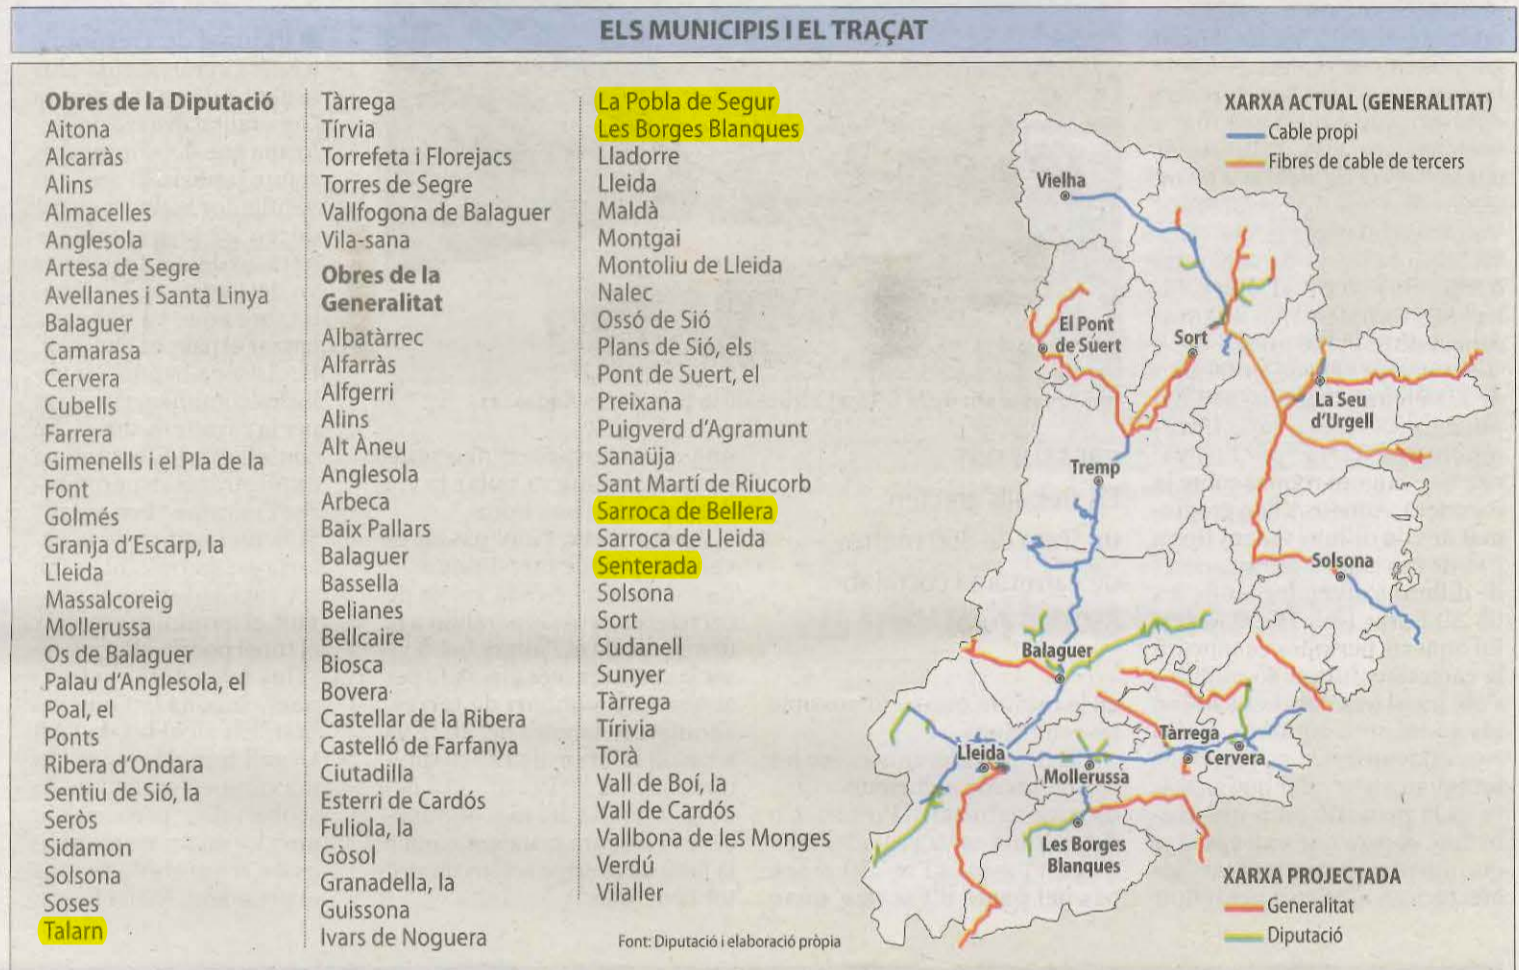 ELS MUNICIPIS I EL TRAÇAT
Obres de la Diputació
Aitona
Alcarràs
Alins
Almacelles
Anglesola
Artesa de Segre
Avellanes i Santa Linya
Balaguer
Camarasa
Cervera
Cubells
Farrera
Gimenells i el Pla de la
Font
Golmés
Granja d'Escarp, la
Lleida
Massalcoreig
Mollerussa
Os de Balaguer
Palau d'Anglesola, el
Poal, el
Ponts
Ribera d'Ondara
Sentiu de Sió, la
Seròs
Sidamon
Solsona
Soses
Talarn
Tàrrega
Tírvia
Torrefeta i Florejacs
Torres de Segre
Vallfogona de Balaguer
Vila-sana
Obres de la
Generalitat
Albatàrrec
Alfarràs
Alfgerri
Alins
Alt Àneu
Anglesola
Arbeca
Baix Pallars
Balaguer
Bassella
Belianes
Bellcaire
Biosca
Bovera
Castellar de la Ribera
Castelló de Farfanya
Ciutadilla
Esterri de Cardós
Fuliola, la
Gòsol
Granadella, la
Guissona
Ivars de Noguera
La Pobla de Segur
Les Borges Blanques
Lladorre
Lleida
Maldà
Montgai
Montoliu de Lleida
Nalec
Ossó de Sió
Plans de Sió, els
Pont de Suert, el
Preixana
Puigverd d'Agramunt
Sanaüja
Sant Martí de Riucorb
Sarroca de Bellera
Sarroca de Lleida
Senterada
Solsona
Sort
Sudanell
Sunyer
Tàrrega
Tírivia
Torà
Vall de Boí, la
Vall de Cardós
Vallbona de les Monges
Verdú
Vilaller
Font: Diputació i elaboració pròpia
XARXA ACTUAL (GENERALITAT)
Cable propi
Fibres de cable de tercers
Vielha
El Pont
de Suert
Sort
La Seu
d'Urgell
Tremp
Solsona
Balaguer
Tàrrega
Lleida
Cervera
Mollerussa
Les Borges
Blanques
XARXA PROJECTADA
Generalitat
Diputació